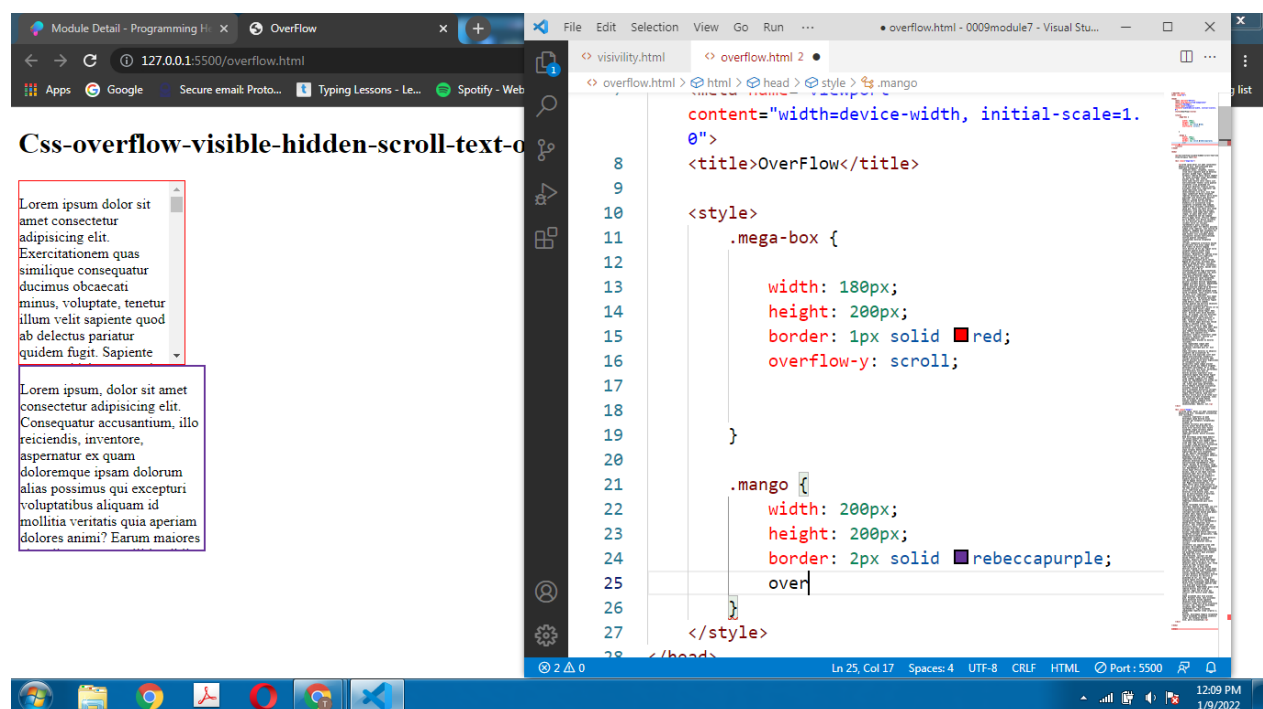 Module Detail - Programming H
OverFlow
127.0.0.1:5500/overflow.html
Apps
Google
Secure email: Proto...
Typing Lessons - Le...
Spotify - Web
Css-overflow-visible-hidden-scroll-text-o
Lorem ipsum dolor sit
amet consectetur
adipisicing elit.
Exercitationem quas
similique consequatur
ducimus obcaecati
minus, voluptate, tenetur
illum velit sapiente quod
ab delectus pariatur
quidem fugit. Sapiente
Lorem ipsum, dolor sit amet
consectetur adipisicing elit.
Consequatur accusantium, illo
reiciendis, inventore,
aspernatur ex quam
doloremque ipsam dolorum
alias possimus qui excepturi
voluptatibus aliquam id
mollitia veritatis quia aperiam
dolores animi? Earum maiores
File Edit Selection View Go Run ···
● overflow.html - 0009module7 - Visual Stu...
1
<> visivility.html
<> overflow.html 2 ●
<> overflow.html > html > head > style > .mango
7 <meta name="viewport"
content="width=device-width, initial-scale=1.
0">
8 <title>OverFlow</title>
9
10 <style>
11 .mega-box {
12
13 width: 180px;
14 height: 200px;
15 border: 1px solid red;
16 overflow-y: scroll;
17
18
19 }
20
21 .mango {
22 width: 200px;
23 height: 200px;
24 border: 2px solid rebeccapurple;
25 over
26 }
27 </style>
28 </head>
g list
2 0
Ln 25, Col 17 Spaces: 4 UTF-8 CRLF HTML Port : 5500
12:09 PM
1/9/2022